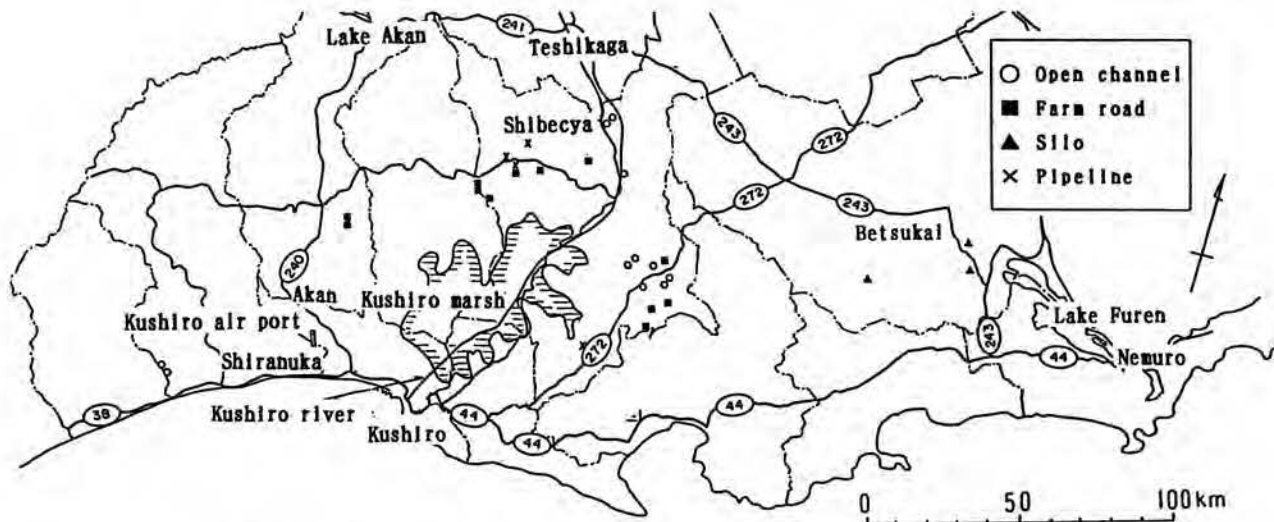 241
Lake Akan
Teshikaga
Open channel
Farm road
Silo
Pipeline
Shibecya
243
272
272
243
Betsukai
240
Akan
Kushiro marsh
Kushiro air port
Lake Furen
Shiranuka
272
243
44
Nemuro
38
Kushiro river
44
44
Kushiro
44
0 50 100km